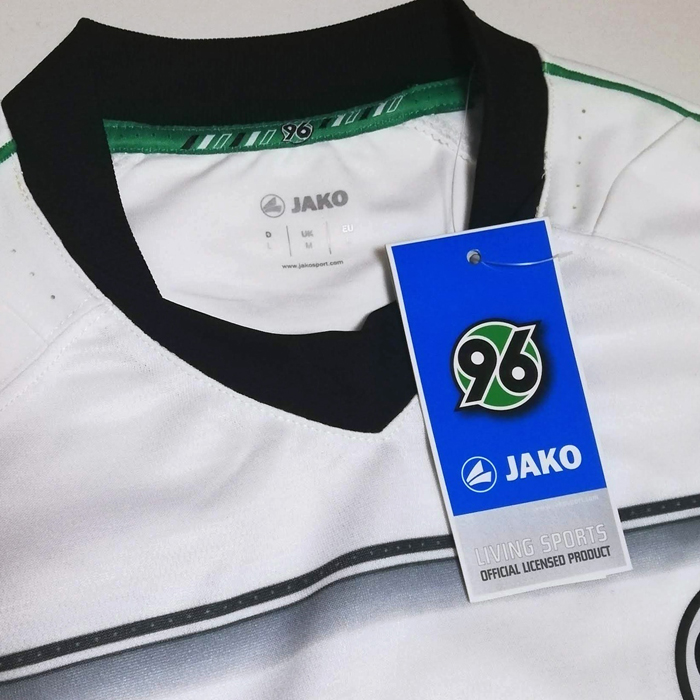 96
JAKO
D UK EU
L M
www.jakosport.com
96
JAKO
LIVING SPORTS
OFFICIAL LICENSED PRODUCT